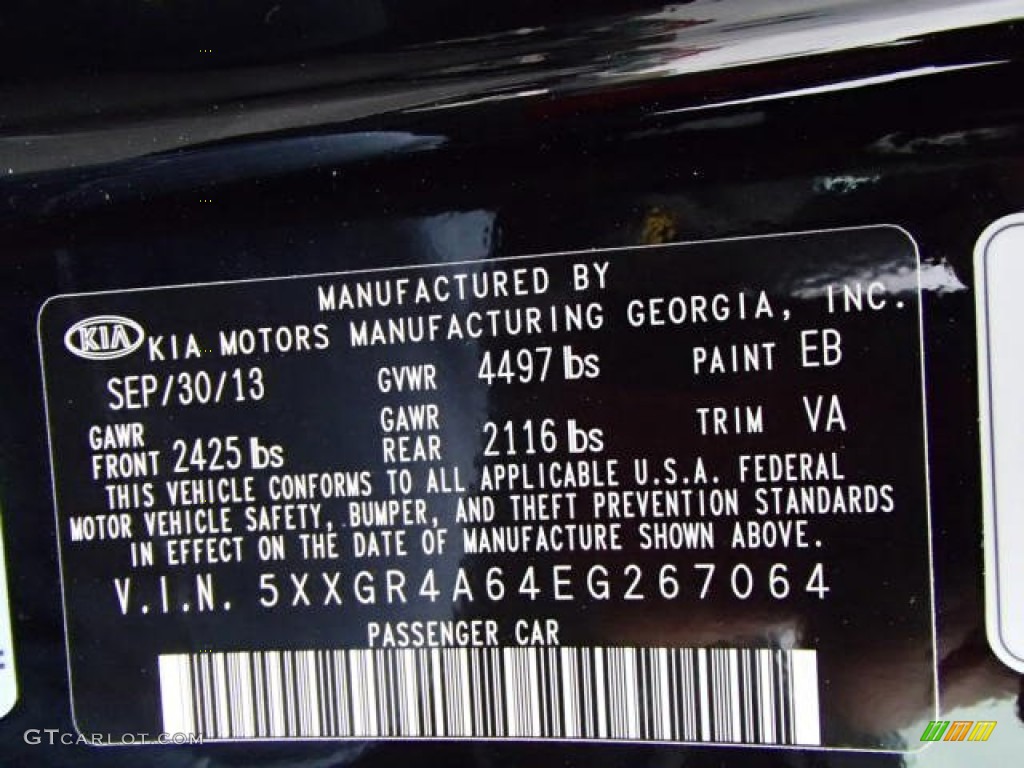 MANUFACTURED BY
KIA KIA MOTORS MANUFACTURING GEORGIA, INC.
SEP/30/13 GVWR 4497 lbs PAINT EB
GAWR FRONT 2425 lbs GAWR REAR 2116 lbs TRIM VA
THIS VEHICLE CONFORMS TO ALL APPLICABLE U.S.A. FEDERAL
MOTOR VEHICLE SAFETY, BUMPER, AND THEFT PREVENTION STANDARDS
IN EFFECT ON THE DATE OF MANUFACTURE SHOWN ABOVE.
V.I.N. 5XXGR4A64EG267064
PASSENGER CAR
GTCARLOT.COM